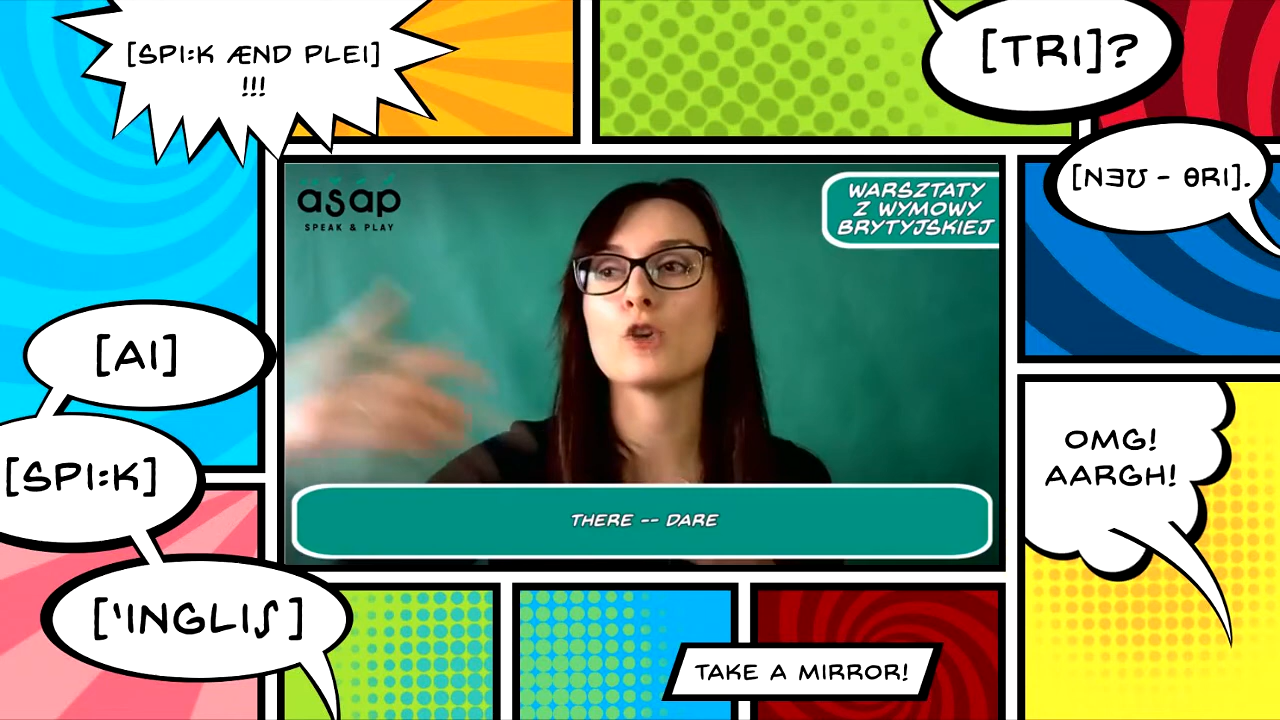 [SPI:K ÆND PLEI]
!!!
[TRI]?
[NƎƱ - ΘRI].
asap
SPEAK & PLAY
WARSZTATY
Z WYMOWY
BRYTYJSKIEJ
[AI]
[SPI:K]
['INGLIʃ]
OMG!
AARGH!
THERE -- DARE
TAKE A MIRROR!